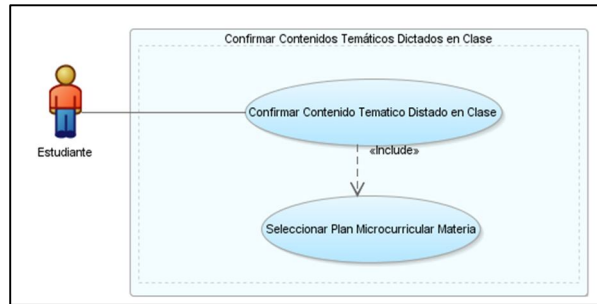 Confirmar Contenidos Temáticos Dictados en Clase
Confirmar Contenido Tematico Distado en Clase
Estudiante
«Include»
Seleccionar Plan Microcurricular Materia